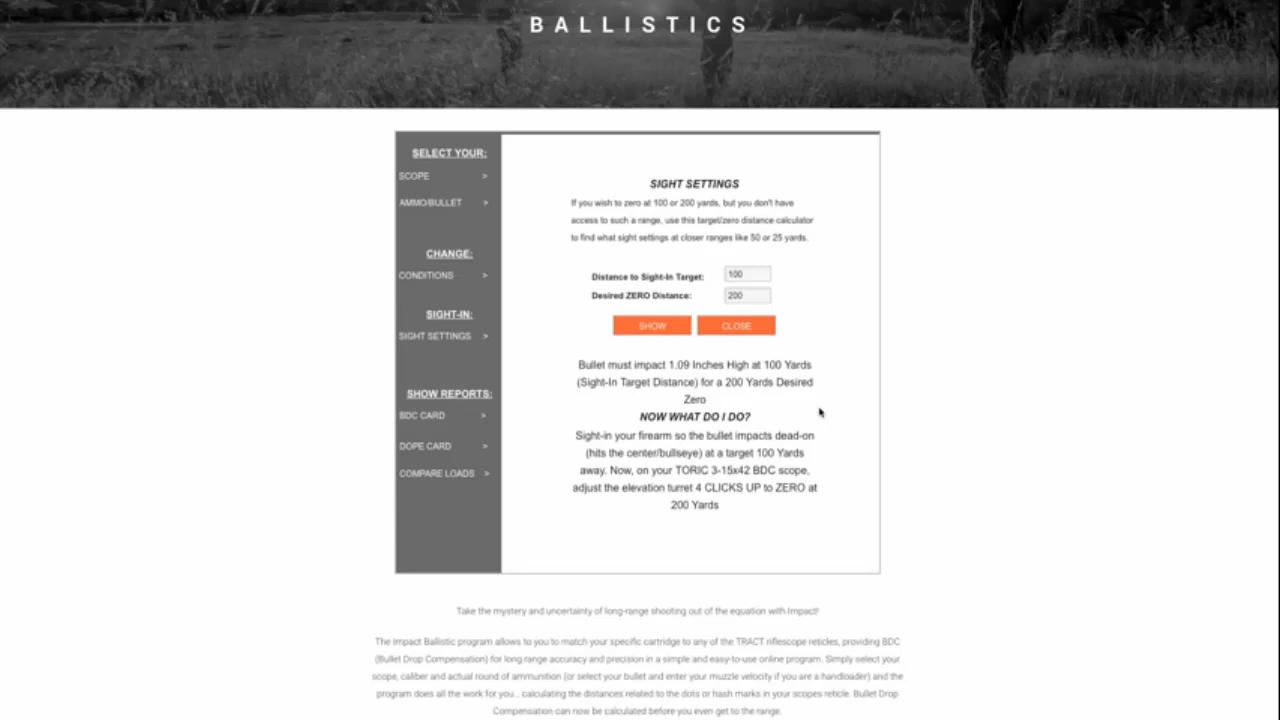 BALLISTICS
SELECT YOUR:
SCOPE >
AMMO/BULLET >
CHANGE:
CONDITIONS >
SIGHT-IN:
SIGHT SETTINGS >
SHOW REPORTS:
BDC CARD >
DOPE CARD >
COMPARE LOADS >
SIGHT SETTINGS
If you wish to zero at 100 or 200 yards, but you don't have
access to such a range, use this target/zero distance calculator
to find what sight settings at closer ranges like 50 or 25 yards.
Distance to Sight-In Target: 100
Desired ZERO Distance: 200
SHOW CLOSE
Bullet must impact 1.09 Inches High at 100 Yards
(Sight-In Target Distance) for a 200 Yards Desired
Zero
NOW WHAT DO I DO?
Sight-in your firearm so the bullet impacts dead-on
(hits the center/bullseye) at a target 100 Yards
away. Now, on your TORIC 3-15x42 BDC scope,
adjust the elevation turret 4 CLICKS UP to ZERO at
200 Yards
Take the mystery and uncertainty of long-range shooting out of the equation with Impact!
The Impact Ballistic program allows to you to match your specific cartridge to any of the TRACT riflescope reticles, providing BDC
(Bullet Drop Compensation) for long range accuracy and precision in a simple and easy-to-use online program. Simply select your
scope, caliber and actual round of ammunition (or select your bullet and enter your muzzle velocity if you are a handloader) and the
program does all the work for you... calculating the distances related to the dots or hash marks in your scopes reticle. Bullet Drop
Compensation can now be calculated before you even get to the range.